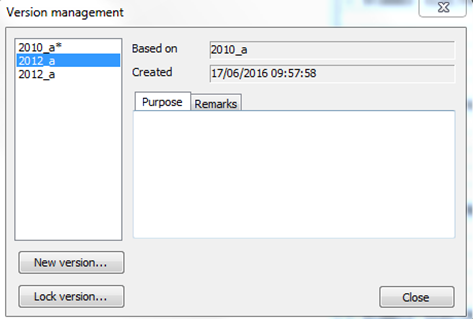 Version management
2010_a*
2012_a
2012_a
Based on
2010_a
Created
17/06/2016 09:57:58
Purpose
Remarks
New version...
Lock version...
Close